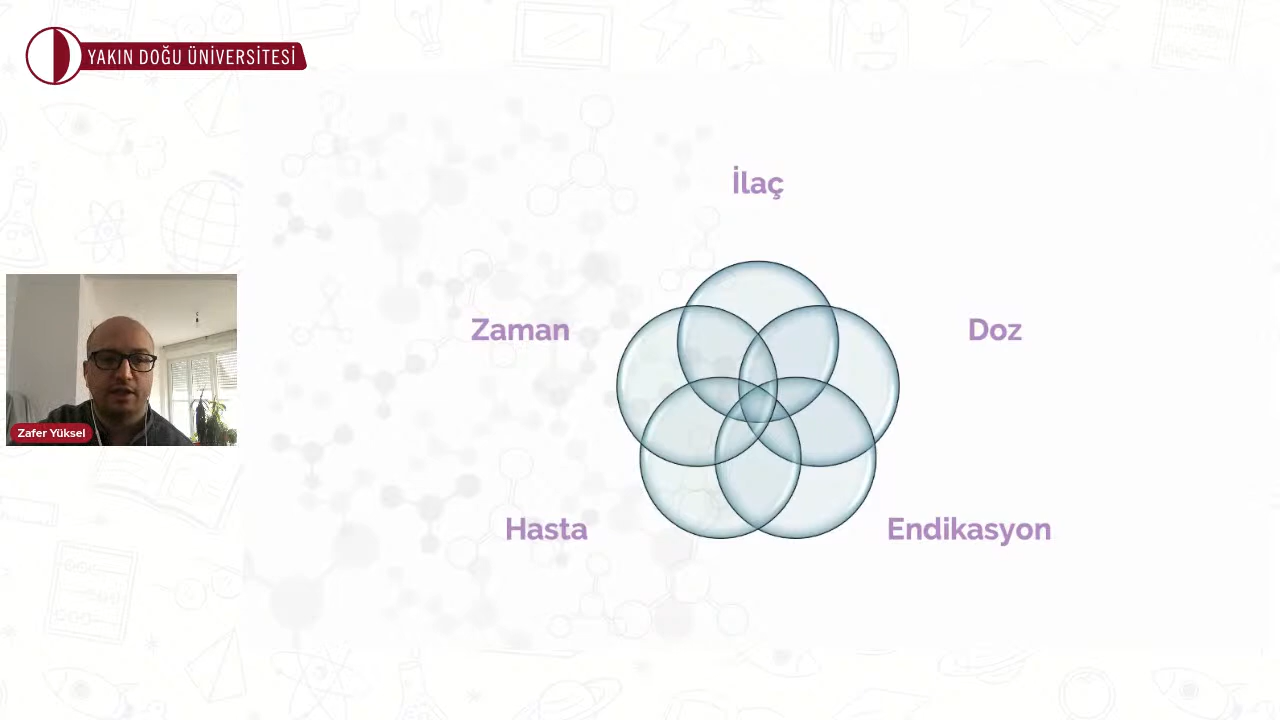 YAKIN DOĞU ÜNİVERSİTESİ
İlaç
Zaman
Doz
Zafer Yüksel
Hasta
Endikasyon